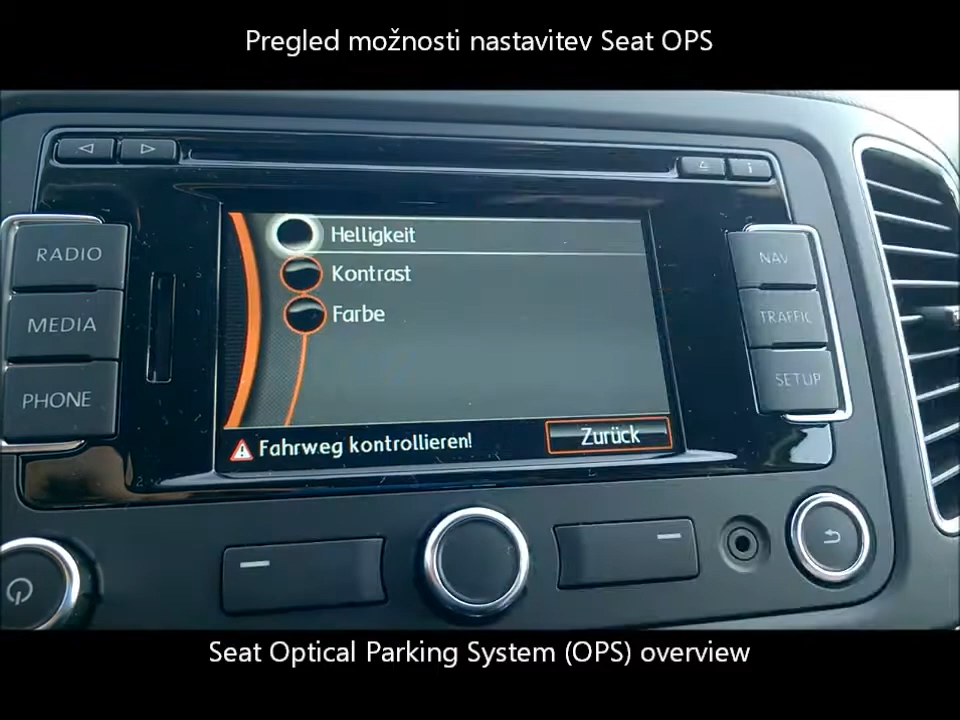 Pregled možnosti nastavitev Seat OPS
i
RADIO
MEDIA
PHONE
Helligkeit
Kontrast
Farbe
Fahrweg kontrollieren!
Zurück
NAV
TRAFFIC
SETUP
Seat Optical Parking System (OPS) overview